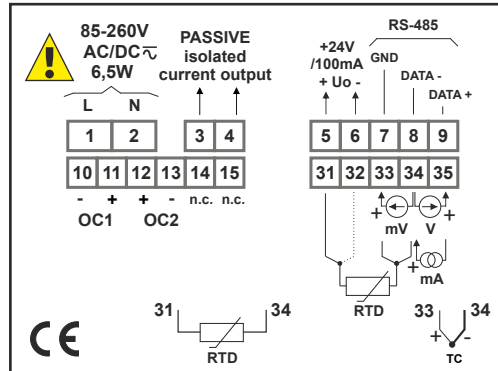 85-260V
AC/DC
6,5W
L N
PASSIVE
isolated
current output
+24V
/100mA
+ Uo -
RS-485
GND
DATA -
DATA +
1 2 3 4 5 6 7 8 9
10 11 12 13 14 15 31 32 33 34 35
- + + - n.c. n.c.
OC1 OC2
+ +
mV V
+
mA
RTD
31 34
RTD
33 34
+ -
TC
CE